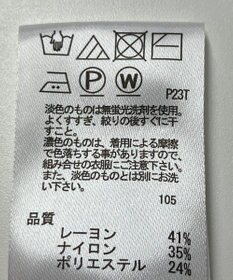 P W P23T
淡色のものは無蛍光洗剤を使用。
よくすすぎ、絞りの後すぐに干
すこと。
濃色のものは、着用による摩擦
で色落ちする事がありますので、
組み合せの衣類にご注意下さい。
また、淡色のものとは別にお洗
い下さい。
105
品質
レーヨン 41%
ナイロン 35%
ポリエステル 24%